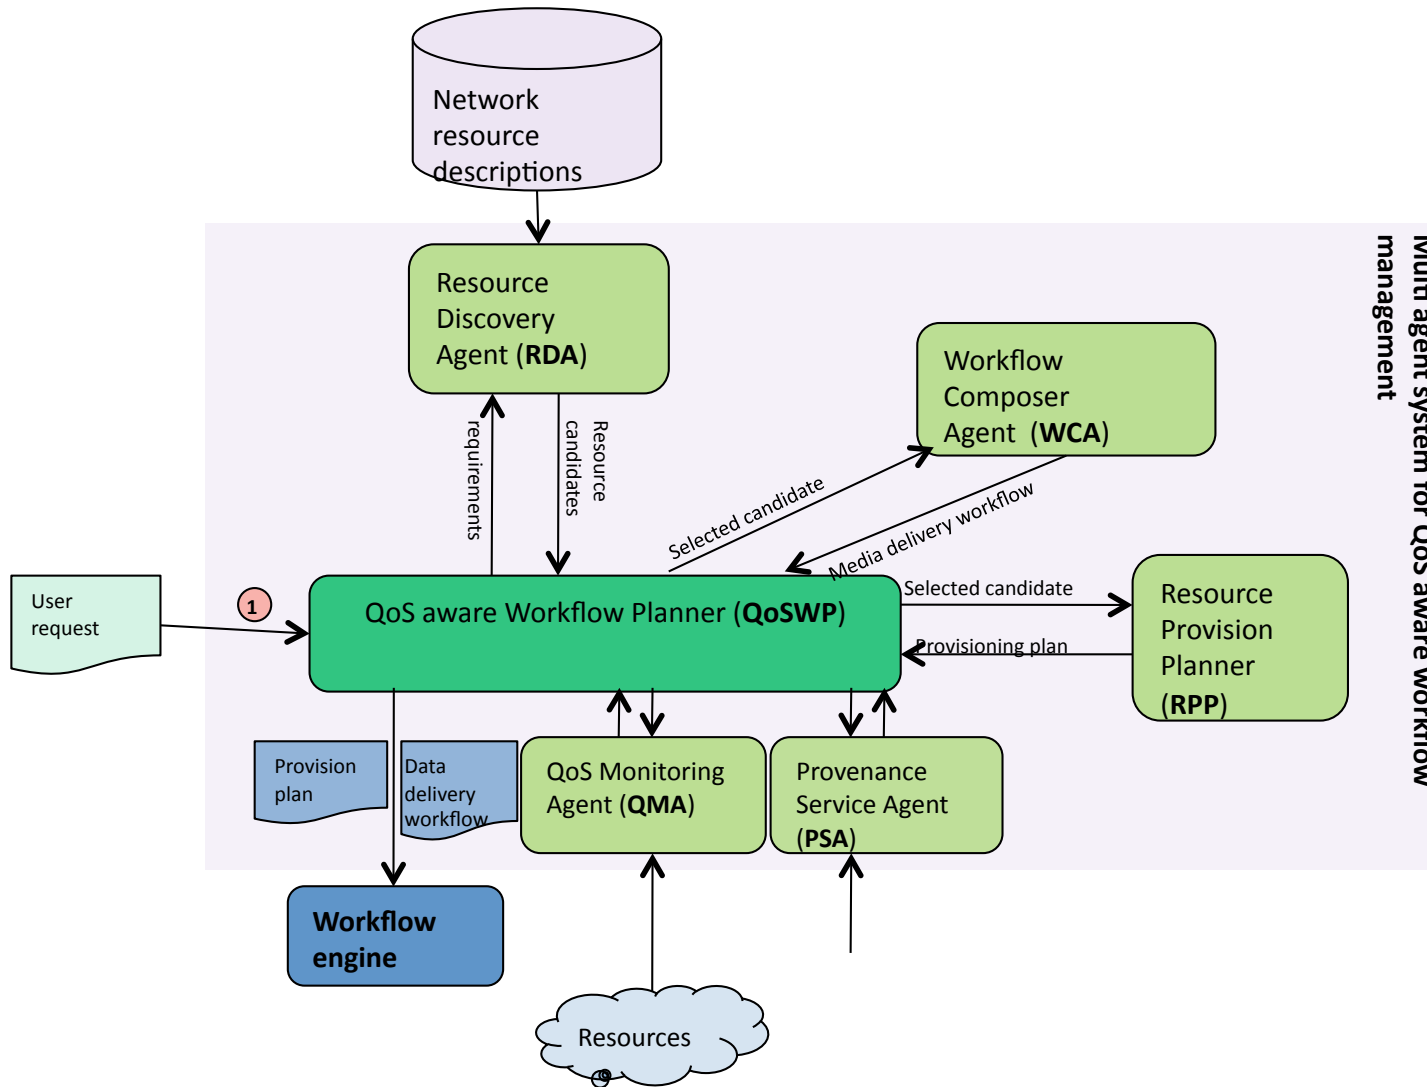 Network
resource
descriptions
Multi agent system for QoS aware workflow
management
Resource
Discovery
Agent (RDA)
Workflow
Composer
Agent (WCA)
requirements
Resource
candidates
Selected candidate
Media delivery workflow
User
request
1
QoS aware Workflow Planner (QoSWP)
Selected candidate
Provisioning plan
Resource
Provision
Planner
(RPP)
Provision
plan
Data
delivery
workflow
QoS Monitoring
Agent (QMA)
Provenance
Service Agent
(PSA)
Workflow
engine
Resources